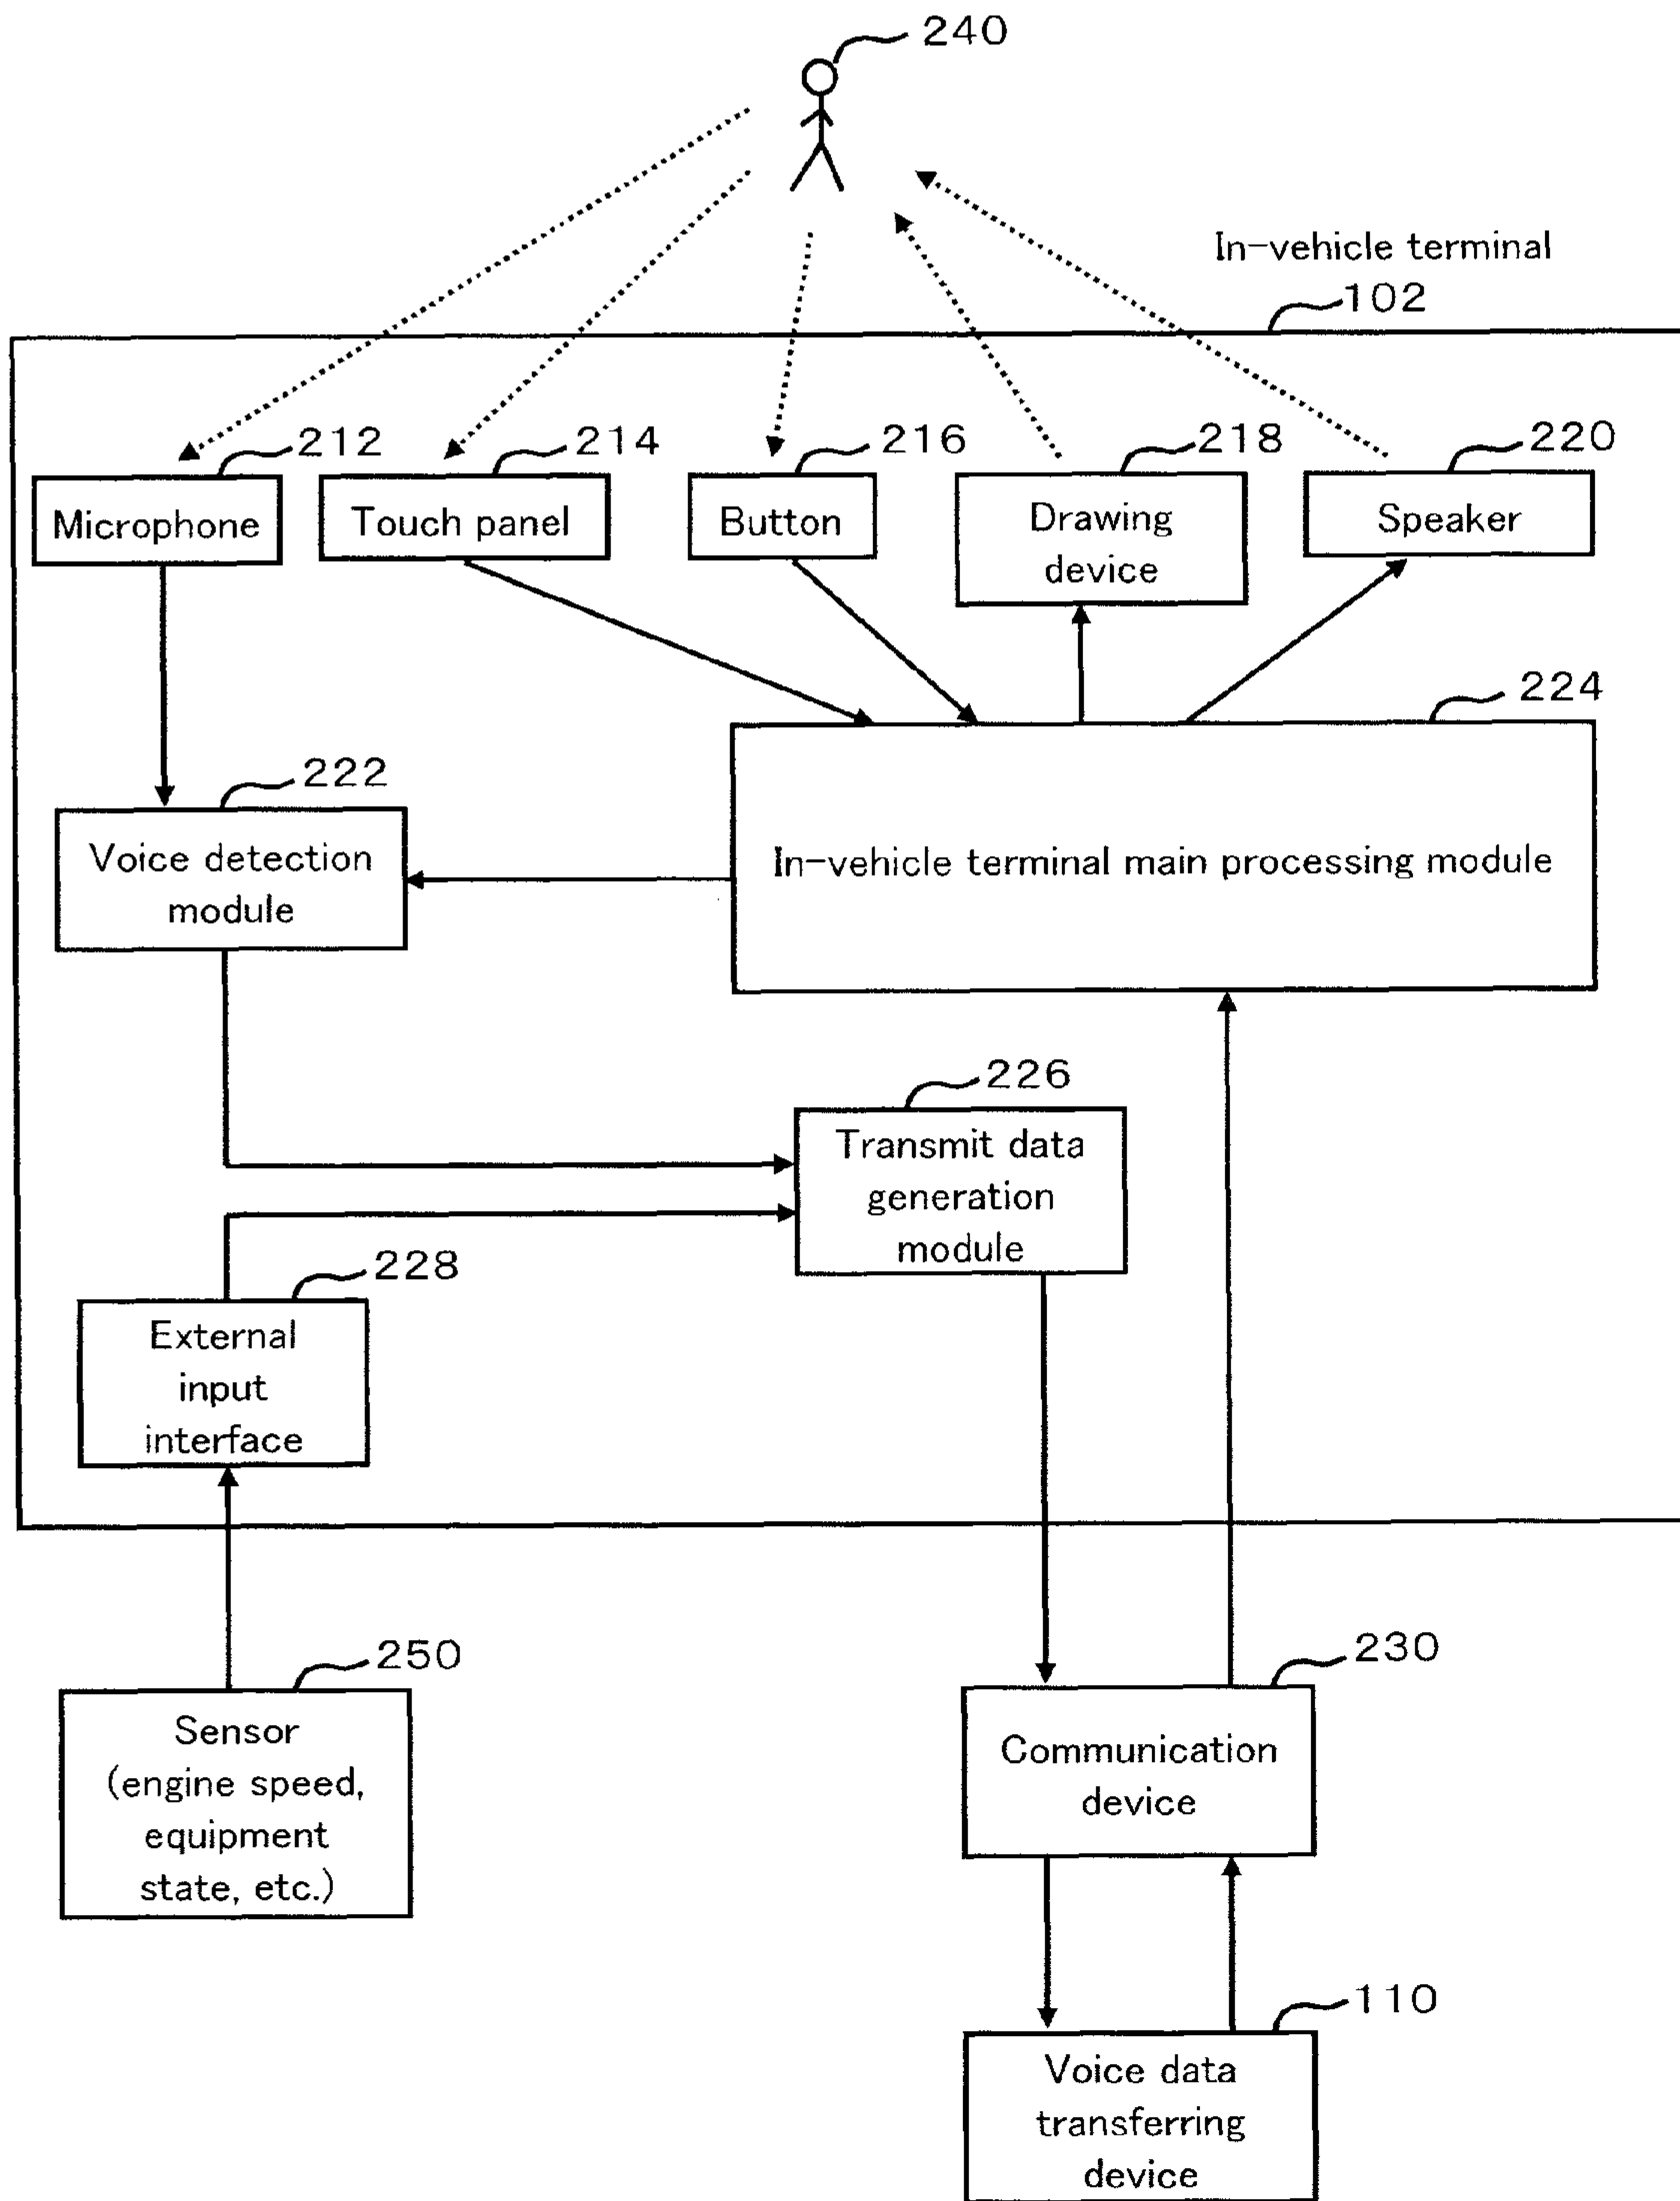 240
In-vehicle terminal
102
212
214
216
218
220
Microphone
Touch panel
Button
Drawing
device
Speaker
224
222
Voice detection
module
In-vehicle terminal main processing module
226
Transmit data
generation
module
228
External
input
interface
250
Sensor
(engine speed,
equipment
state, etc.)
230
Communication
device
110
Voice data
transferring
device